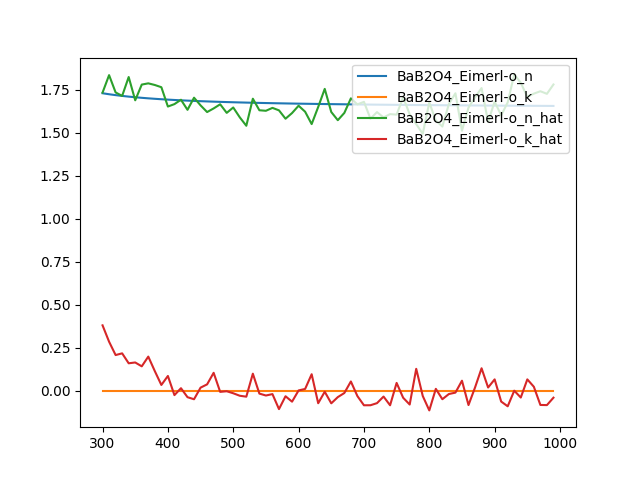 BaB2O4_Eimerl-o_n
BaB2O4_Eimerl-o_k
BaB2O4_Eimerl-o_n_hat
BaB2O4_Eimerl-o_k_hat
1.75
1.50
1.25
1.00
0.75
0.50
0.25
0.00
300 400 500 600 700 800 900 1000